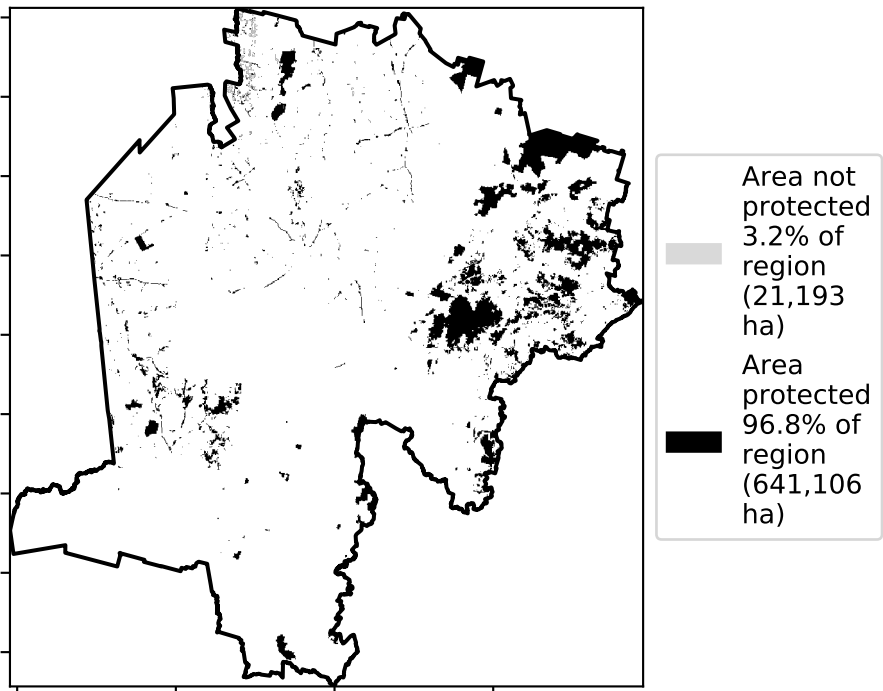 Area not
protected
3.2% of
region
(21,193
ha)
Area
protected
96.8% of
region
(641,106
ha)